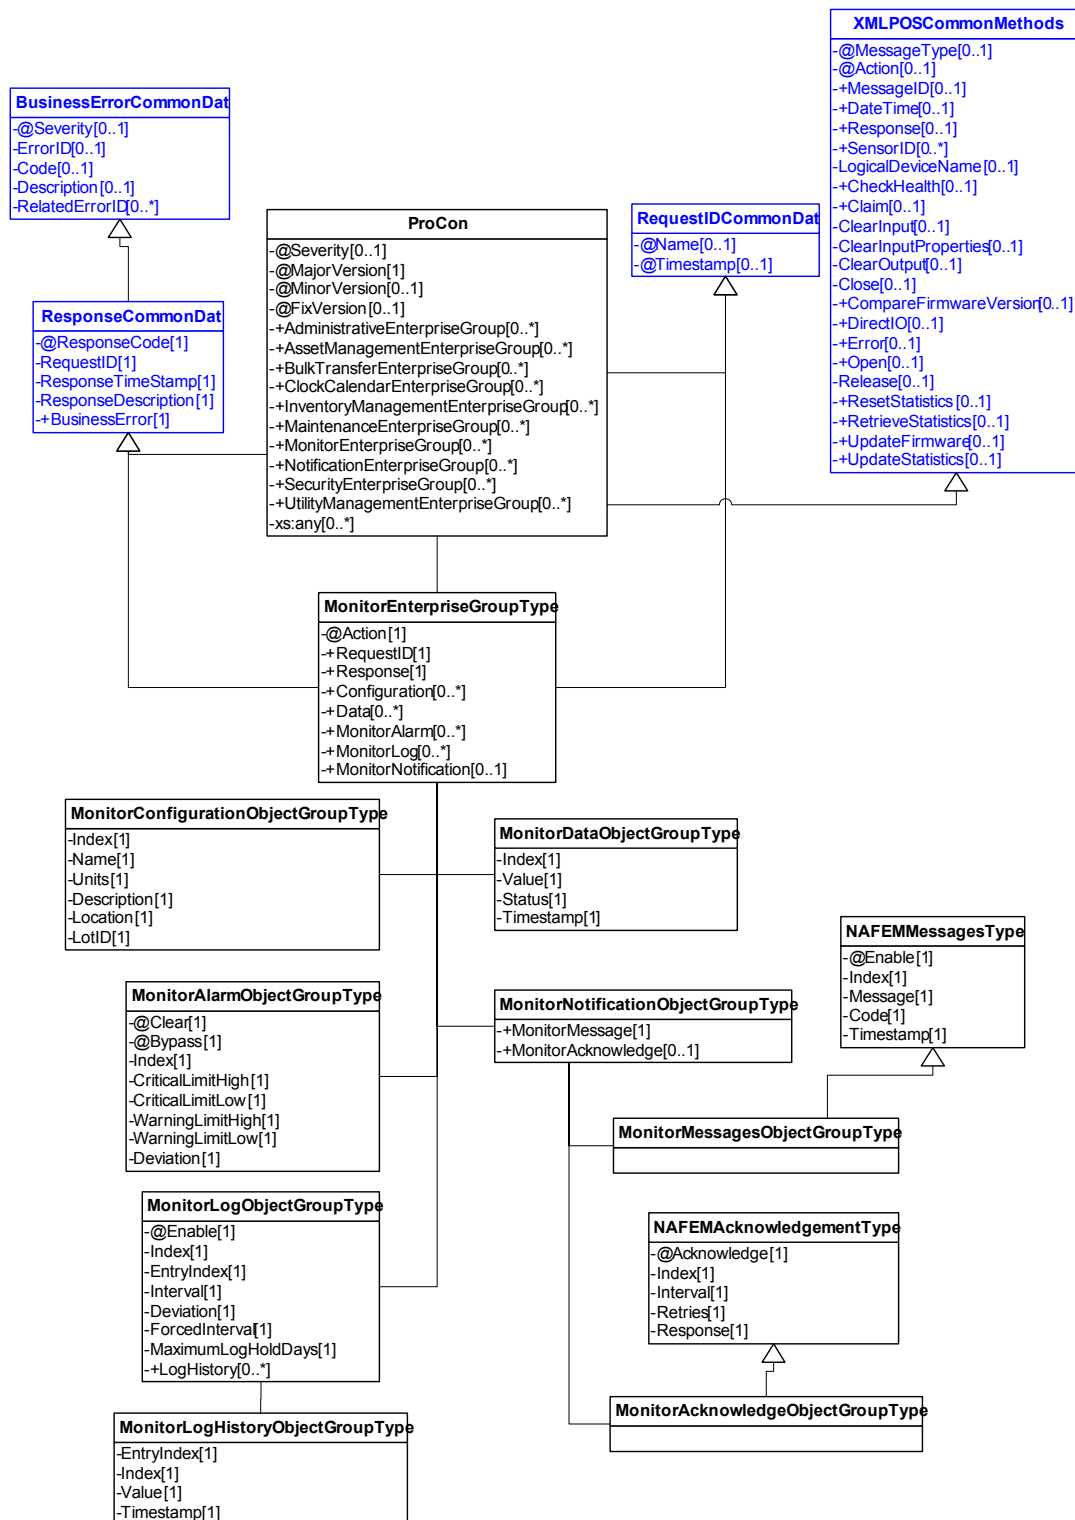 XMLPOSCommonMethods
-@MessageType[0..1]
-@Action[0..1]
-+MessageID[0..1]
-+DateTime[0..1]
-+Response[0..1]
-+SensorID[0..*]
-LogicalDeviceName[0..1]
-+CheckHealth[0..1]
-+Claim[0..1]
-ClearInput[0..1]
-ClearInputProperties[0..1]
-ClearOutput[0..1]
-Close[0..1]
-+CompareFirmwareVersion[0..1]
-+DirectIO[0..1]
-+Error[0..1]
-+Open[0..1]
-Release[0..1]
-+ResetStatistics[0..1]
-+RetrieveStatistics[0..1]
-+UpdateFirmware[0..1]
-+UpdateStatistics[0..1]
BusinessErrorCommonDat
-@Severity[0..1]
-ErrorID[0..1]
-Code[0..1]
-Description[0..1]
-RelatedErrorID[0..*]
ProCon
-@Severity[0..1]
-@MajorVersion[1]
-@MinorVersion[0..1]
-@FixVersion[0..1]
-+AdministrativeEnterpriseGroup[0..*]
-+AssetManagementEnterpriseGroup[0..*]
-+BulkTransferEnterpriseGroup[0..*]
-+ClockCalendarEnterpriseGroup[0..*]
-+InventoryManagementEnterpriseGroup[0..*]
-+MaintenanceEnterpriseGroup[0..*]
-+MonitorEnterpriseGroup[0..*]
-+NotificationEnterpriseGroup[0..*]
-+SecurityEnterpriseGroup[0..*]
-+UtilityManagementEnterpriseGroup[0..*]
-xs:any[0..*]
RequestIDCommonDat
-@Name[0..1]
-@Timestamp[0..1]
ResponseCommonDat
-@ResponseCode[1]
-RequestID[1]
-ResponseTimeStamp[1]
-ResponseDescription[1]
-+BusinessError[1]
MonitorEnterpriseGroupType
-@Action[1]
-+RequestID[1]
-+Response[1]
-+Configuration[0..*]
-+Data[0..*]
-+MonitorAlarm[0..*]
-+MonitorLog[0..*]
-+MonitorNotification[0..1]
MonitorConfigurationObjectGroupType
-Index[1]
-Name[1]
-Units[1]
-Description[1]
-Location[1]
-LotID[1]
MonitorDataObjectGroupType
-Index[1]
-Value[1]
-Status[1]
-Timestamp[1]
NAFEMMessagesType
-@Enable[1]
-Index[1]
-Message[1]
-Code[1]
-Timestamp[1]
MonitorAlarmObjectGroupType
-@Clear[1]
-@Bypass[1]
-Index[1]
-CriticalLimitHigh[1]
-CriticalLimitLow[1]
-WarningLimitHigh[1]
-WarningLimitLow[1]
-Deviation[1]
MonitorNotificationObjectGroupType
-+MonitorMessage[1]
-+MonitorAcknowledge[0..1]
MonitorMessagesObjectGroupType
MonitorLogObjectGroupType
-@Enable[1]
-Index[1]
-EntryIndex[1]
-Interval[1]
-Deviation[1]
-ForcedInterval[1]
-MaximumLogHoldDays[1]
-+LogHistory[0..*]
NAFEMAcknowledgementType
-@Acknowledge[1]
-Index[1]
-Interval[1]
-Retries[1]
-Response[1]
MonitorAcknowledgeObjectGroupType
MonitorLogHistoryObjectGroupType
-EntryIndex[1]
-Index[1]
-Value[1]
-Timestamp[1]